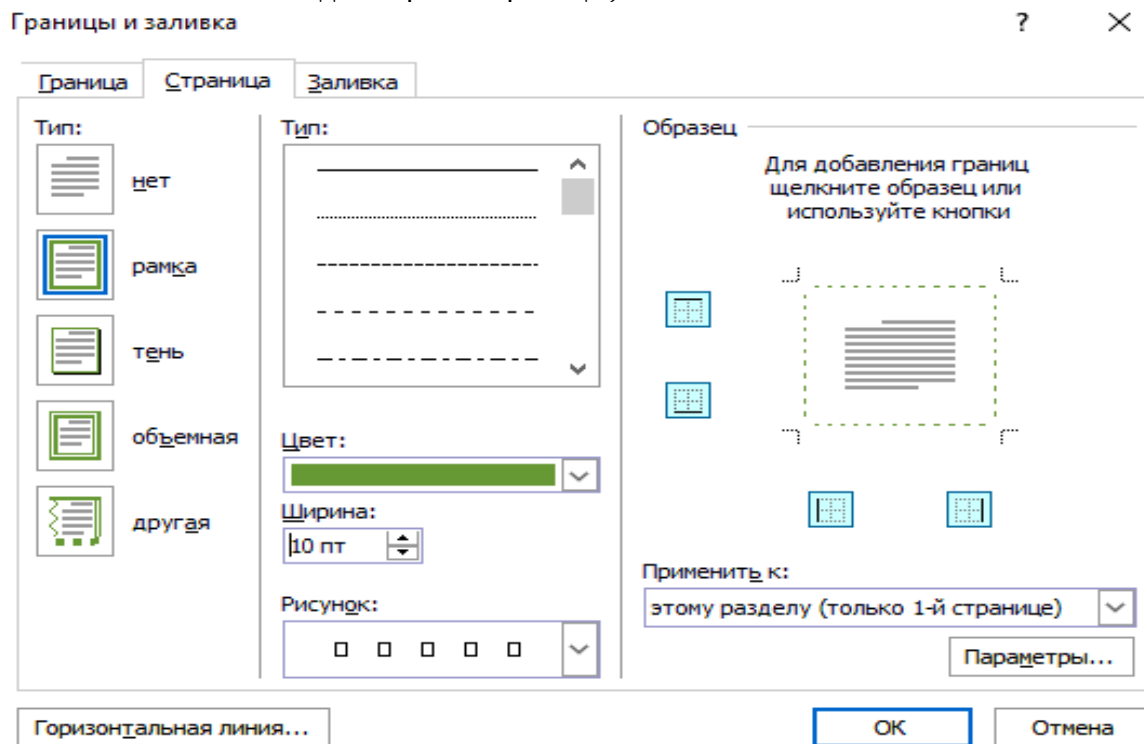 Границы и заливка
?
Граница
Страница
Заливка
Тип:
нет
рамка
тень
объемная
другая
Тип:
Цвет:
Ширина:
10 пт
Рисунок:
Образец
Для добавления границ
щелкните образец или
используйте кнопки
Применить к:
этому разделу (только 1-й странице)
Параметры...
Горизонтальная линия...
ОК
Отмена